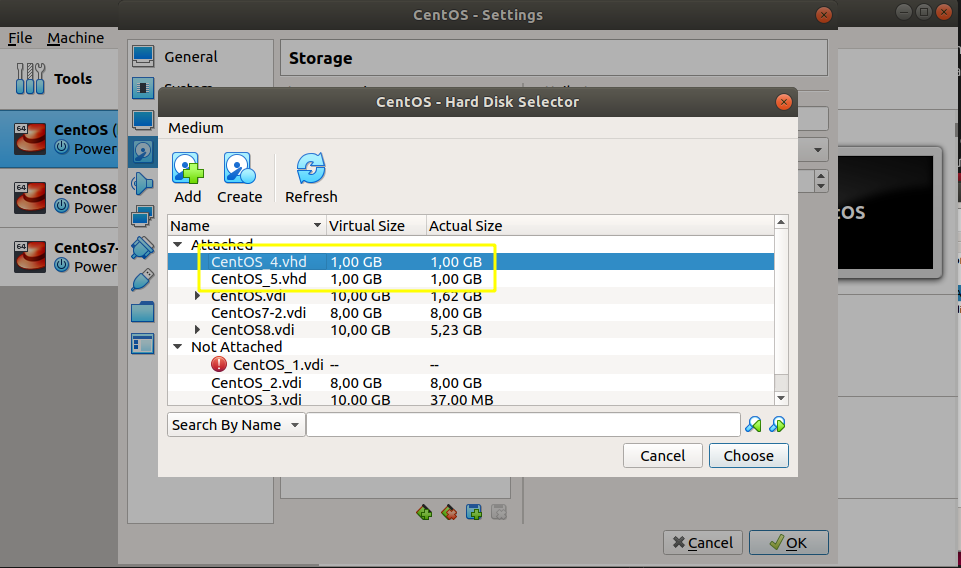 CentOS - Settings
File Machine
General
Storage
Tools
CentOS - Hard Disk Selector
Medium
64
CentOS (
Power
64
CentOS8
Power
64
CentOs7-
Power
Add
Create
Refresh
Name Virtual Size Actual Size
Attached
CentOS_4.vhd 1,00 GB 1,00 GB
CentOS_5.vhd 1,00 GB 1,00 GB
CentOS.vdi 10,00 GB 1,62 GB
CentOs7-2.vdi 8,00 GB 8,00 GB
CentOS8.vdi 10,00 GB 5,23 GB
Not Attached
CentOS_1.vdi -- --
CentOS_2.vdi 8,00 GB 8,00 GB
CentOS_3.vdi 10,00 GB 37,00 MB
Search By Name
Cancel Choose
Cancel OK